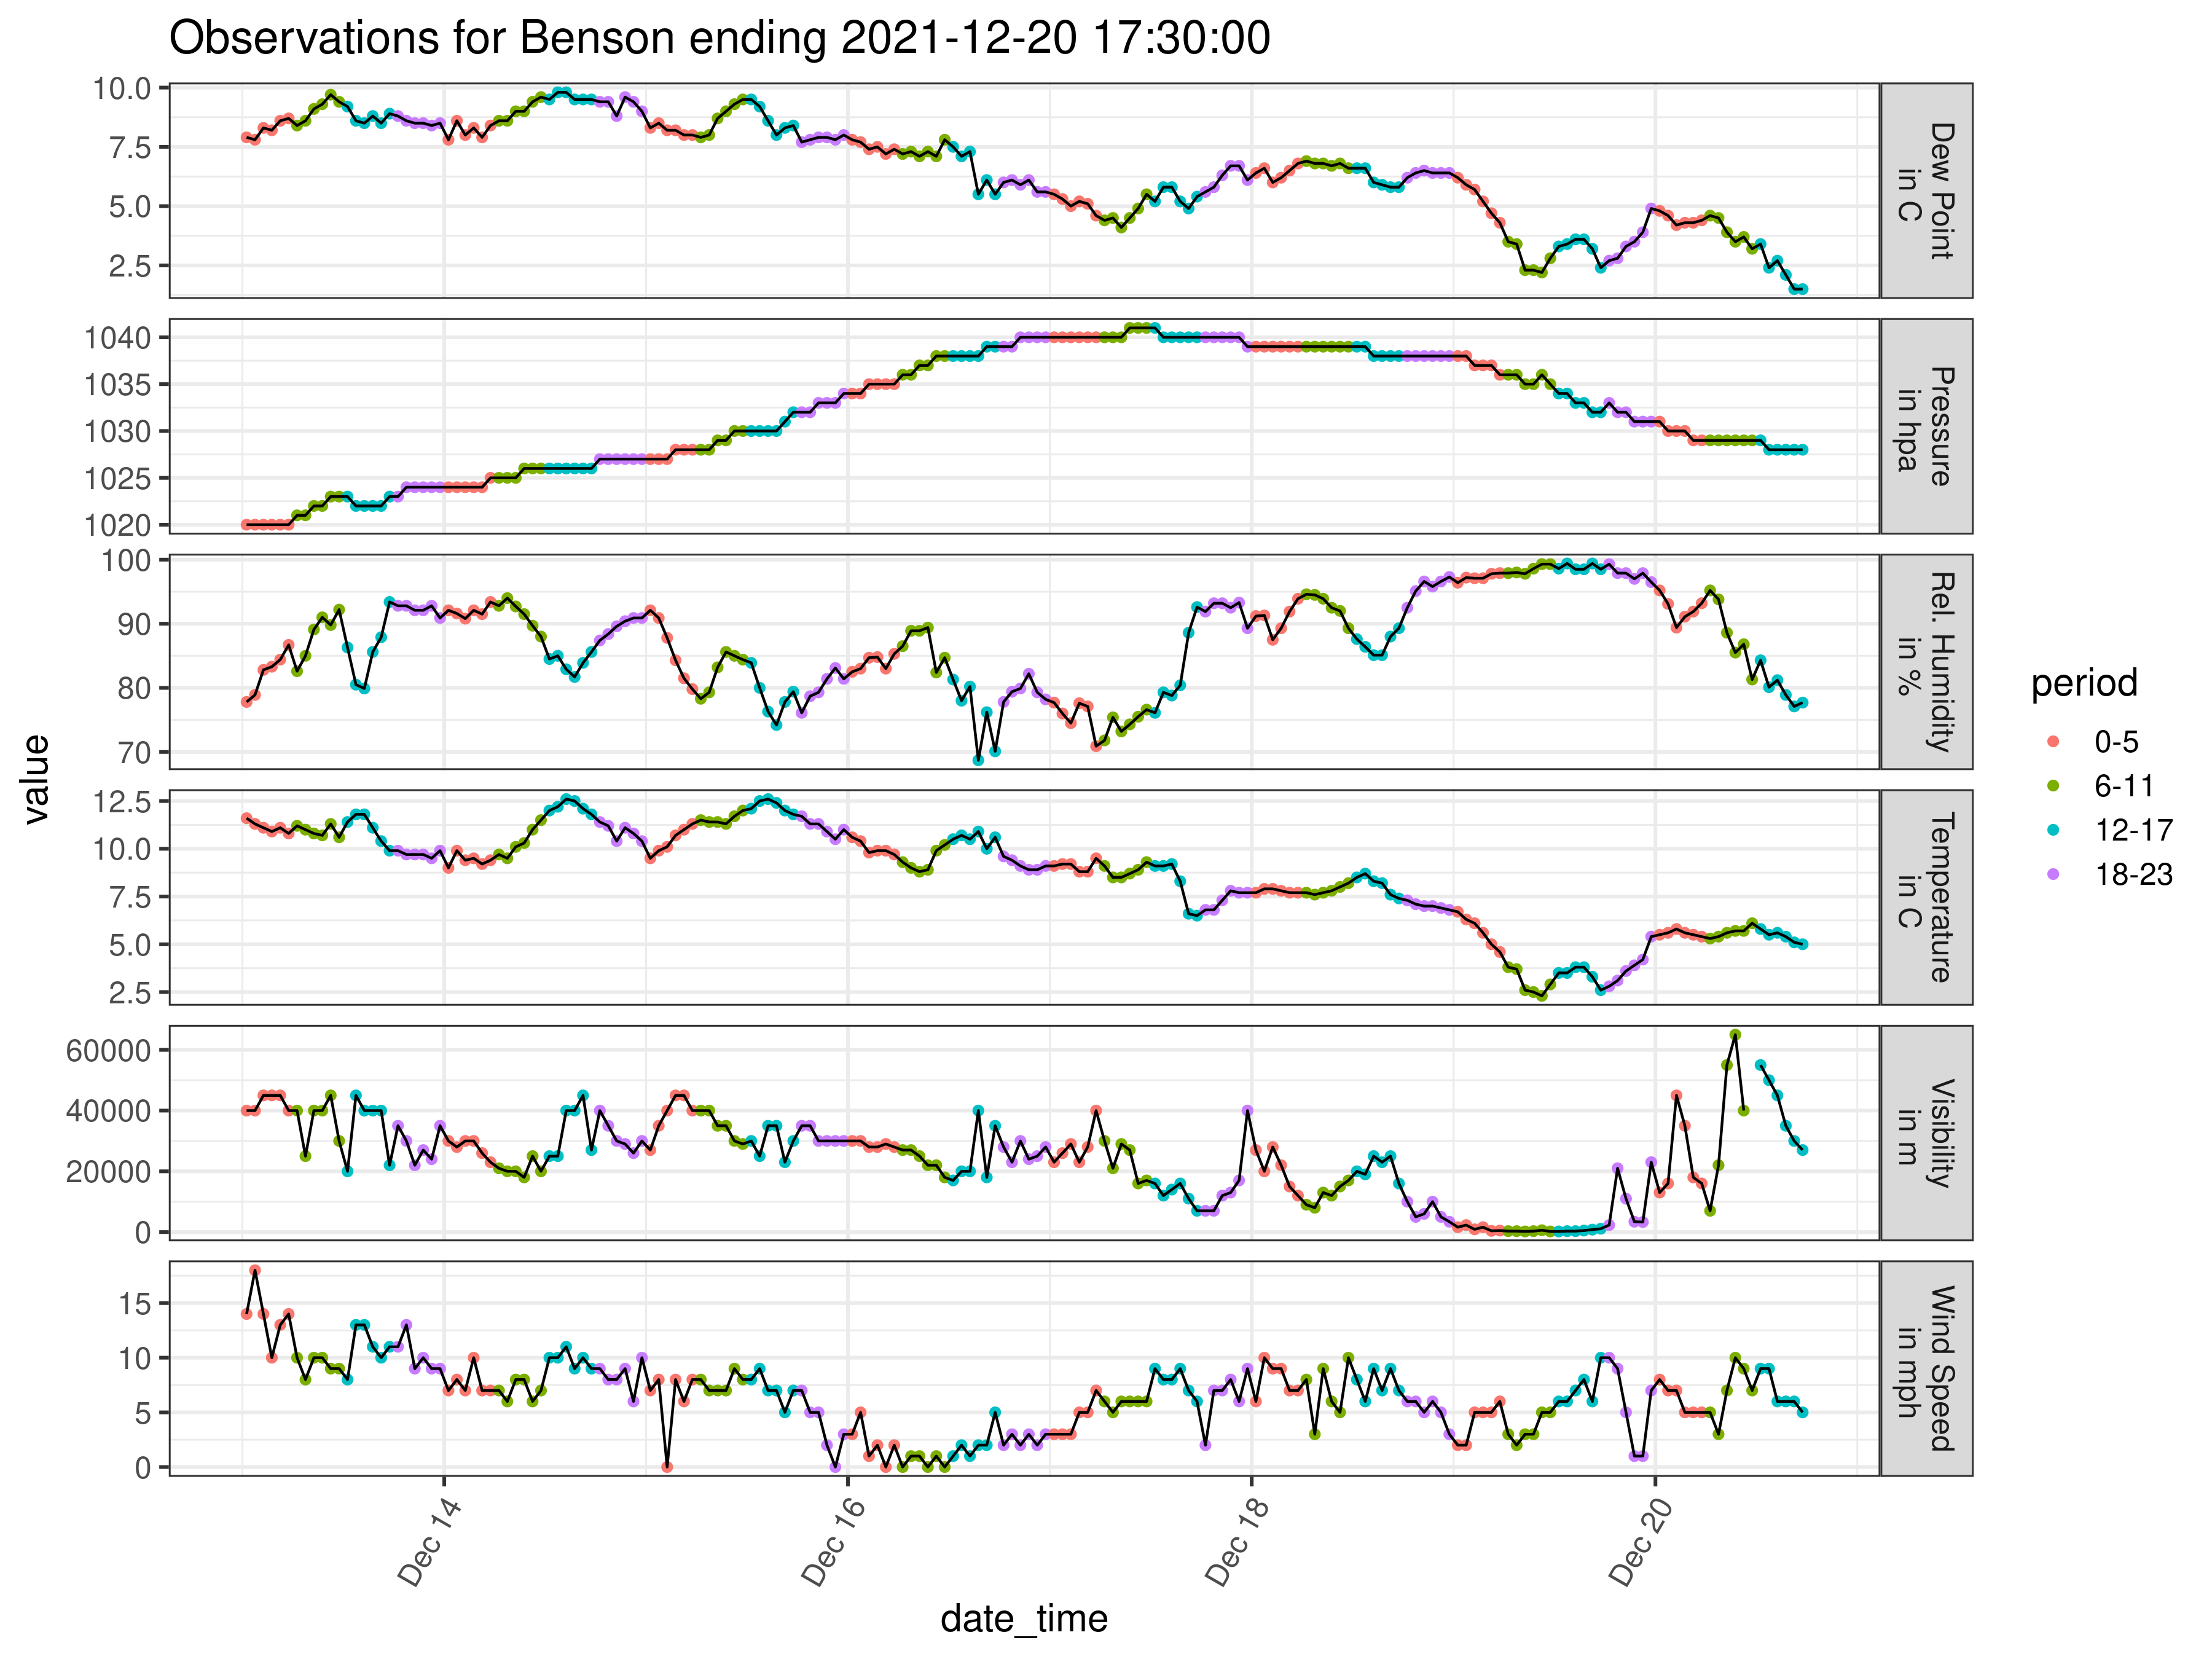 Observations for Benson ending 2021-12-20 17:30:00
value
10.0
7.5
5.0
2.5
Dew Point
in C
1040
1035
1030
1025
1020
Pressure
in hpa
100
90
80
70
Rel. Humidity
in %
12.5
10.0
7.5
5.0
2.5
Temperature
in C
60000
40000
20000
0
Visibility
in m
15
10
5
0
Wind Speed
in mph
Dec 14
Dec 16
Dec 18
Dec 20
date_time
period
0-5
6-11
12-17
18-23